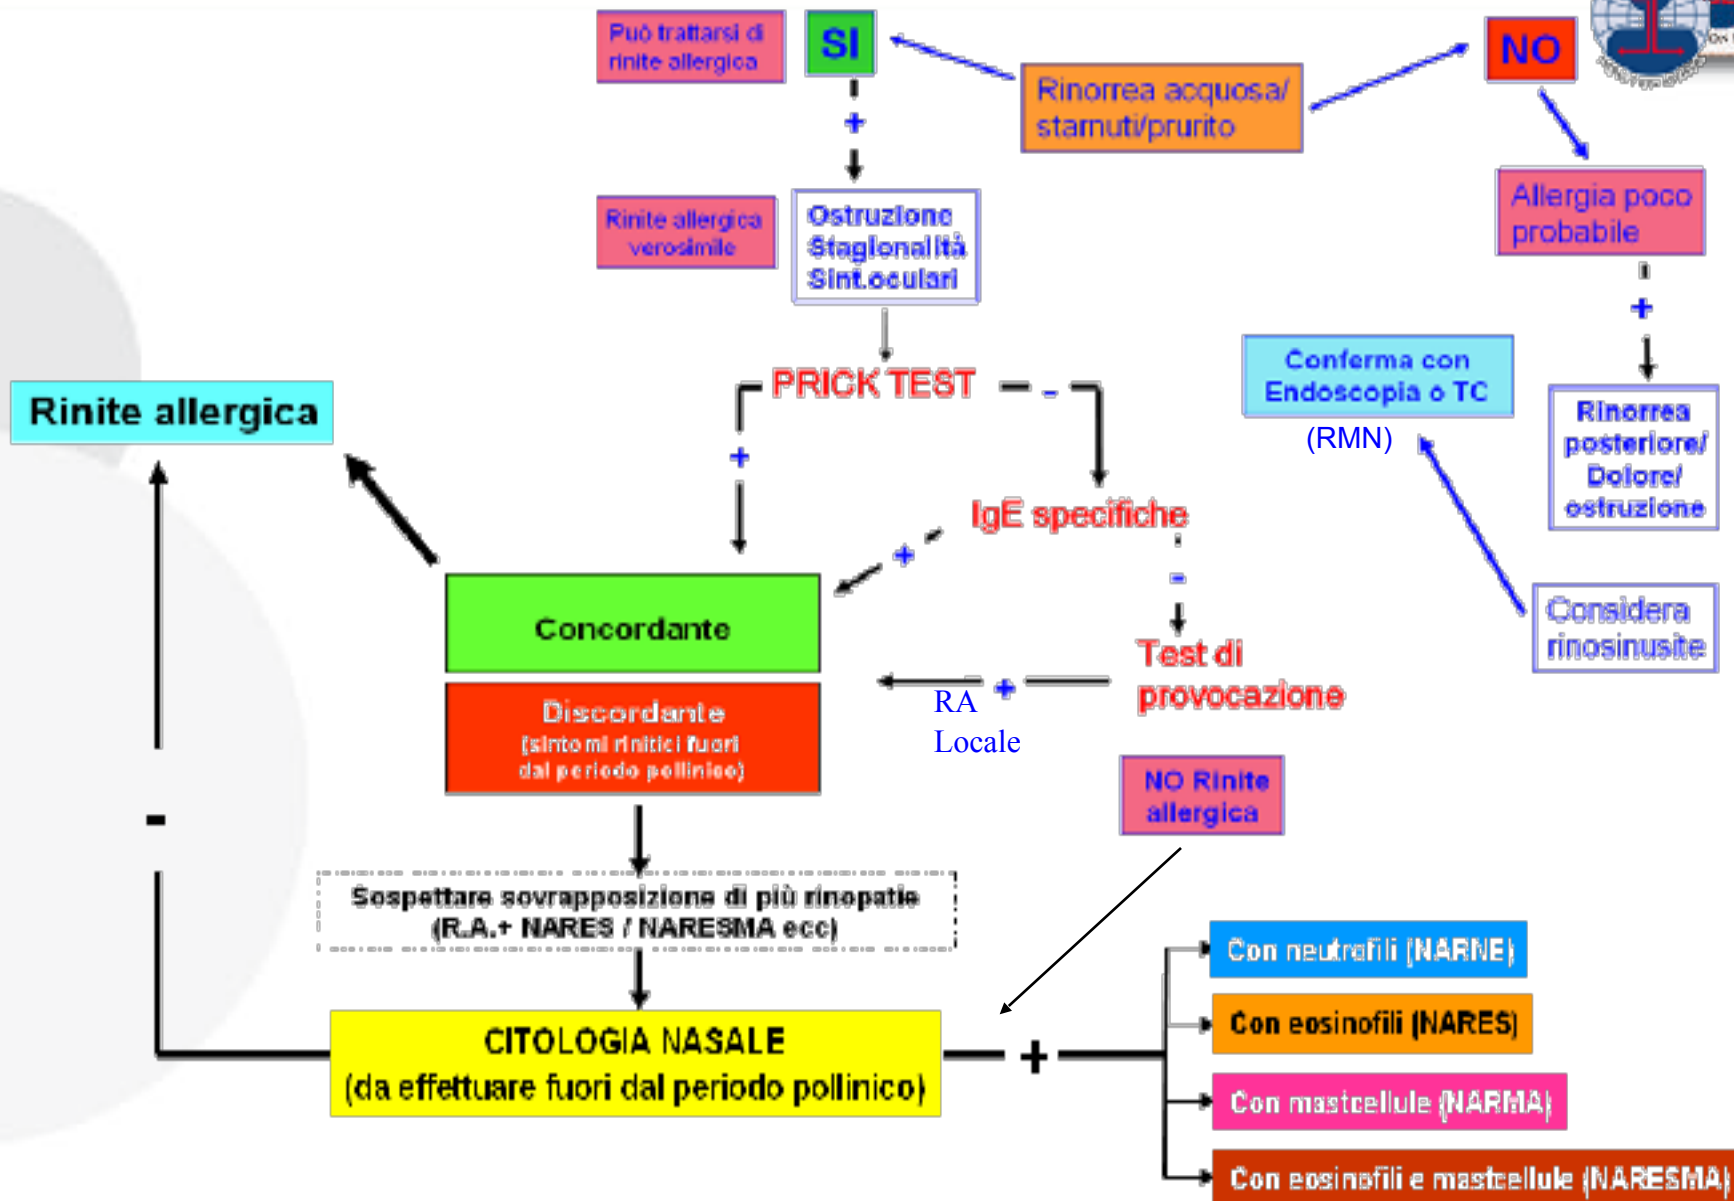 Può trattarsi di
rinite allergica
SI
Rinorrea acquosa/
starnuti/prurito
NO
Allergia poco
probabile
+
Rinite allergica
verosimile
Ostruzione
Stagionalità
Sint.oculari
+
Conferma con
Endoscopia o TC
(RMN)
Rinorrea
posteriore/
Dolore/
ostruzione
Considera
rinosinusite
PRICK TEST
-
+
IgE specifiche
+
-
Rinite allergica
Concordante
Discordante
(sintomi rinitici fuori
dal periodo pollinico)
Test di
provocazione
+
RA
Locale
NO Rinite
allergica
-
Sospettare sovrapposizione di più rinopatie
(R.A.+ NARES / NARESMA ecc)
CITOLOGIA NASALE
(da effettuare fuori dal periodo pollinico)
+
Con neutrofili (NARNE)
Con eosinofili (NARES)
Con mastcellule (NARMA)
Con eosinofili e mastcellule (NARESMA)